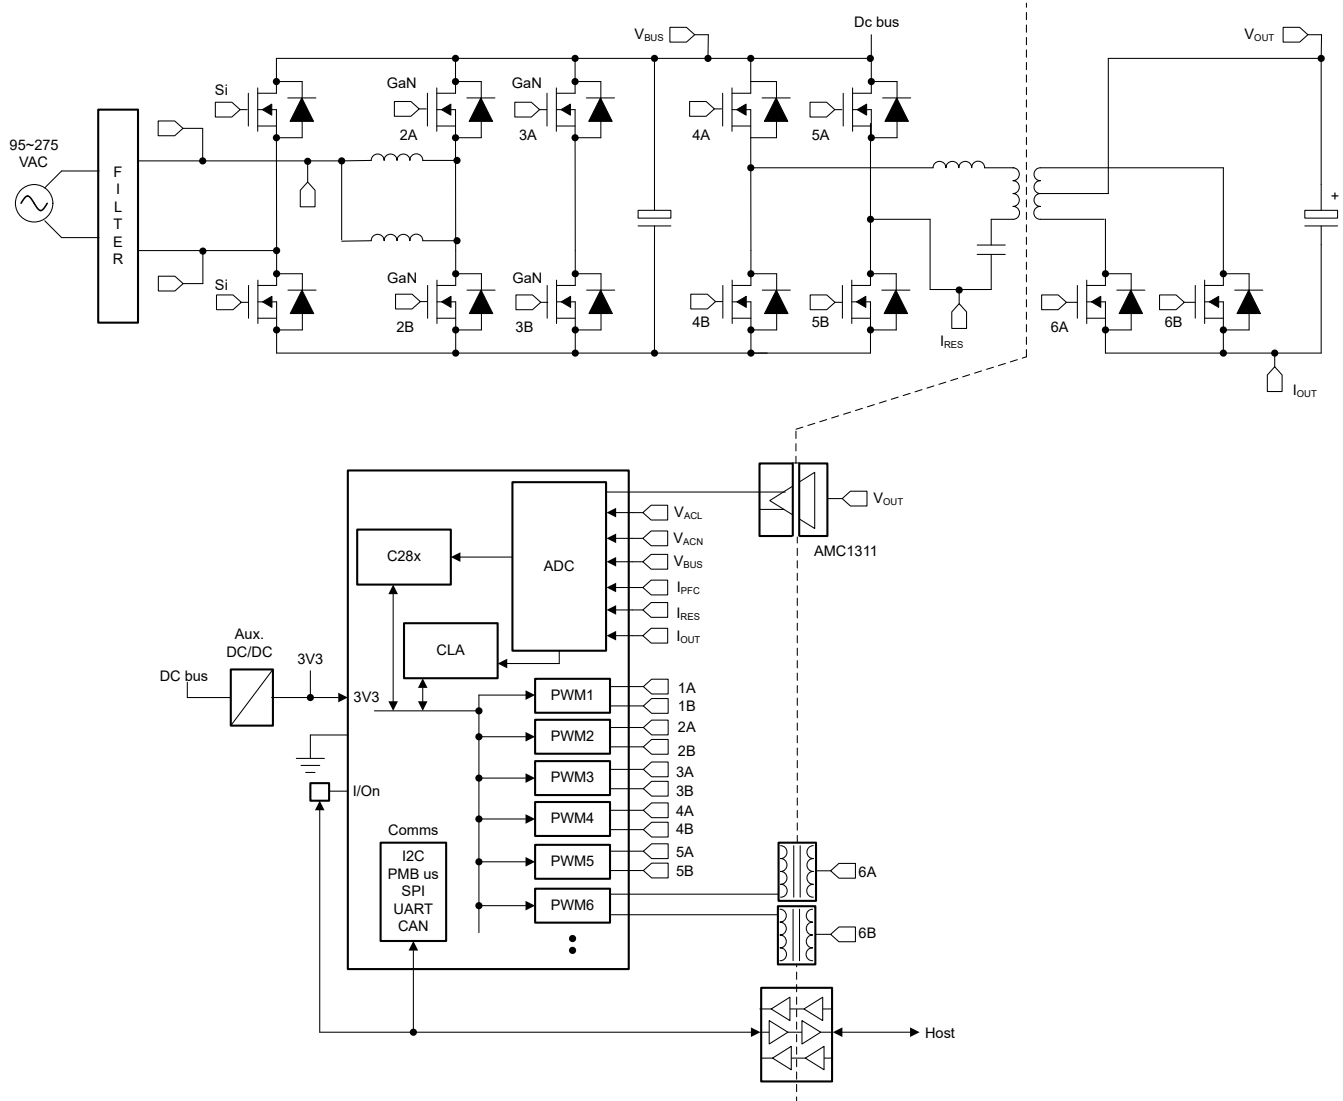 Dc bus
VBUS
VOUT
Si
GaN
GaN
2A
3A
4A
5A
95~275
VAC
FILTER
Si
GaN
GaN
2B
3B
4B
5B
6A
6B
IRES
IOUT
VOUT
AMC1311
VACL
VACN
VBUS
IPFC
IRES
IOUT
C28x
ADC
CLA
Aux.
DC/DC
3V3
DC bus
3V3
PWM1
1A
1B
PWM2
2A
2B
PWM3
3A
3B
I/On
PWM4
4A
4B
Comms
I2C
PMB us
SPI
UART
CAN
PWM5
5A
5B
PWM6
6A
6B
Host
+